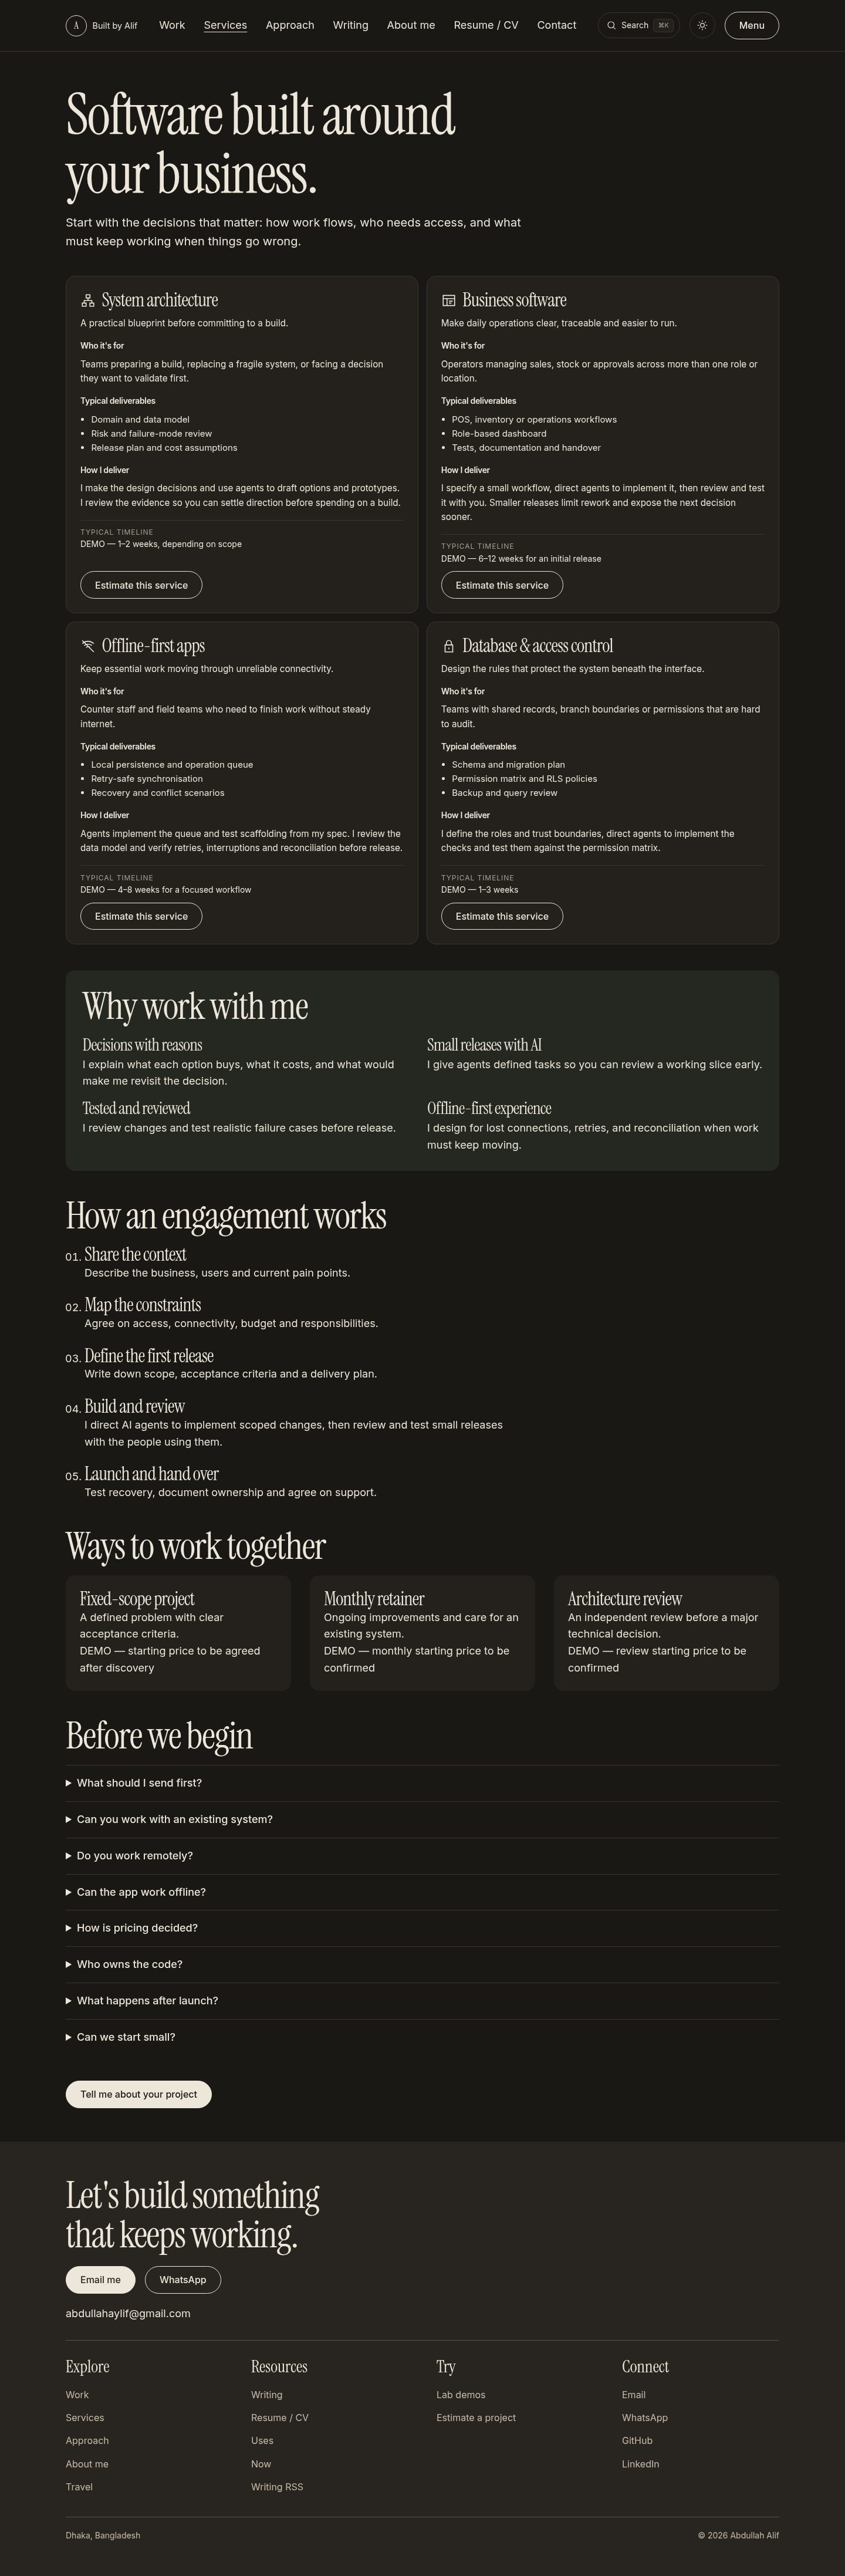 A Built by Alif Work Services Approach Writing About me Resume / CV Contact Search ⌘K Menu
Software built around
your business.
Start with the decisions that matter: how work flows, who needs access, and what
must keep working when things go wrong.
System architecture
A practical blueprint before committing to a build.
Who it's for
Teams preparing a build, replacing a fragile system, or facing a decision
they want to validate first.
Typical deliverables
• Domain and data model
• Risk and failure-mode review
• Release plan and cost assumptions
How I deliver
I make the design decisions and use agents to draft options and prototypes.
I review the evidence so you can settle direction before spending on a build.
TYPICAL TIMELINE
DEMO — 1–2 weeks, depending on scope
Estimate this service
Business software
Make daily operations clear, traceable and easier to run.
Who it's for
Operators managing sales, stock or approvals across more than one role or
location.
Typical deliverables
• POS, inventory or operations workflows
• Role-based dashboard
• Tests, documentation and handover
How I deliver
I specify a small workflow, direct agents to implement it, then review and test
it with you. Smaller releases limit rework and expose the next decision
sooner.
TYPICAL TIMELINE
DEMO — 6–12 weeks for an initial release
Estimate this service
Offline-first apps
Keep essential work moving through unreliable connectivity.
Who it's for
Counter staff and field teams who need to finish work without steady
internet.
Typical deliverables
• Local persistence and operation queue
• Retry-safe synchronisation
• Recovery and conflict scenarios
How I deliver
Agents implement the queue and test scaffolding from my spec. I review the
data model and verify retries, interruptions and reconciliation before release.
TYPICAL TIMELINE
DEMO — 4–8 weeks for a focused workflow
Estimate this service
Database & access control
Design the rules that protect the system beneath the interface.
Who it's for
Teams with shared records, branch boundaries or permissions that are hard
to audit.
Typical deliverables
• Schema and migration plan
• Permission matrix and RLS policies
• Backup and query review
How I deliver
I define the roles and trust boundaries, direct agents to implement the
checks and test them against the permission matrix.
TYPICAL TIMELINE
DEMO — 1–3 weeks
Estimate this service
Why work with me
Decisions with reasons
I explain what each option buys, what it costs, and what would
make me revisit the decision.
Small releases with AI
I give agents defined tasks so you can review a working slice early.
Tested and reviewed
I review changes and test realistic failure cases before release.
Offline-first experience
I design for lost connections, retries, and reconciliation when work
must keep moving.
How an engagement works
01. Share the context
Describe the business, users and current pain points.
02. Map the constraints
Agree on access, connectivity, budget and responsibilities.
03. Define the first release
Write down scope, acceptance criteria and a delivery plan.
04. Build and review
I direct AI agents to implement scoped changes, then review and test small releases
with the people using them.
05. Launch and hand over
Test recovery, document ownership and agree on support.
Ways to work together
Fixed-scope project
A defined problem with clear
acceptance criteria.
DEMO — starting price to be agreed
after discovery
Monthly retainer
Ongoing improvements and care for an
existing system.
DEMO — monthly starting price to be
confirmed
Architecture review
An independent review before a major
technical decision.
DEMO — review starting price to be
confirmed
Before we begin
What should I send first?
Can you work with an existing system?
Do you work remotely?
Can the app work offline?
How is pricing decided?
Who owns the code?
What happens after launch?
Can we start small?
Tell me about your project
Let's build something
that keeps working.
Email me WhatsApp
abdullahaylif@gmail.com
Explore
Work
Services
Approach
About me
Travel
Resources
Writing
Resume / CV
Uses
Now
Writing RSS
Try
Lab demos
Estimate a project
Connect
Email
WhatsApp
GitHub
LinkedIn
Dhaka, Bangladesh
© 2026 Abdullah Alif